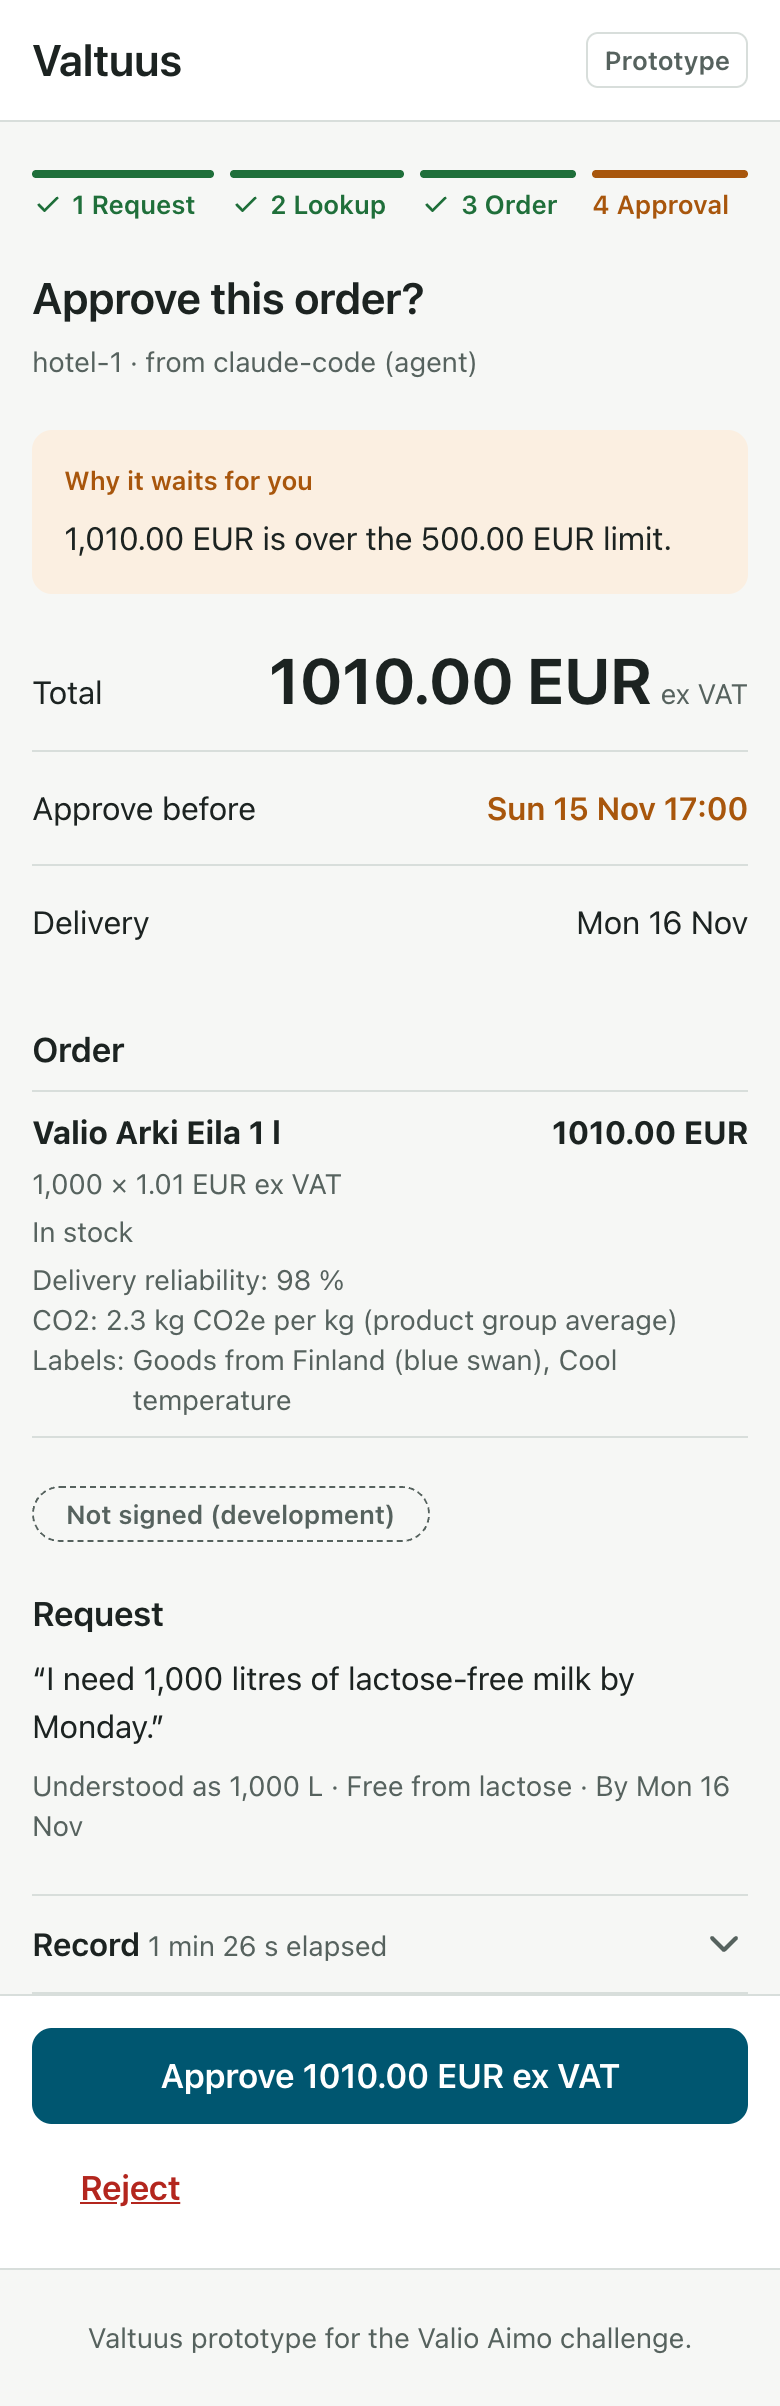 Valtuus
Prototype
1 Request
2 Lookup
3 Order
4 Approval
Approve this order?
hotel-1 · from claude-code (agent)
Why it waits for you
1,010.00 EUR is over the 500.00 EUR limit.
Total 1010.00 EUR ex VAT
Approve before Sun 15 Nov 17:00
Delivery Mon 16 Nov
Order
Valio Arki Eila 1 l 1010.00 EUR
1,000 × 1.01 EUR ex VAT
In stock
Delivery reliability: 98 %
CO2: 2.3 kg CO2e per kg (product group average)
Labels: Goods from Finland (blue swan), Cool
temperature
Not signed (development)
Request
“I need 1,000 litres of lactose-free milk by
Monday.”
Understood as 1,000 L · Free from lactose · By Mon 16
Nov
Record 1 min 26 s elapsed
Approve 1010.00 EUR ex VAT
Reject
Valtuus prototype for the Valio Aimo challenge.